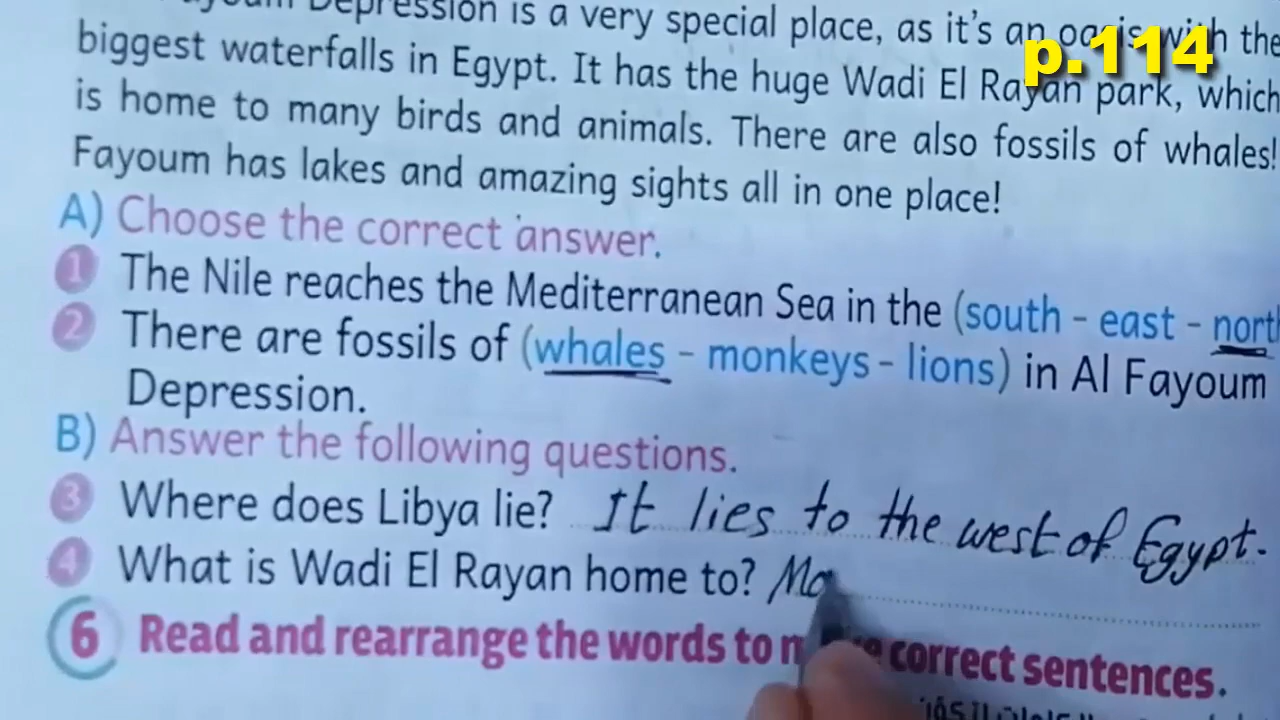 Depression is a very special place, as it's an oasis with the
p.114
biggest waterfalls in Egypt. It has the huge Wadi El Rayan park, which
is home to many birds and animals. There are also fossils of whales!
Fayoum has lakes and amazing sights all in one place!
A) Choose the correct answer.
1 The Nile reaches the Mediterranean Sea in the (south - east - north
2 There are fossils of (whales - monkeys - lions) in Al Fayoum
Depression.
B) Answer the following questions.
3 Where does Libya lie? It lies to the west of Egypt.
4 What is Wadi El Rayan home to? Ma
6 Read and rearrange the words to correct sentences.